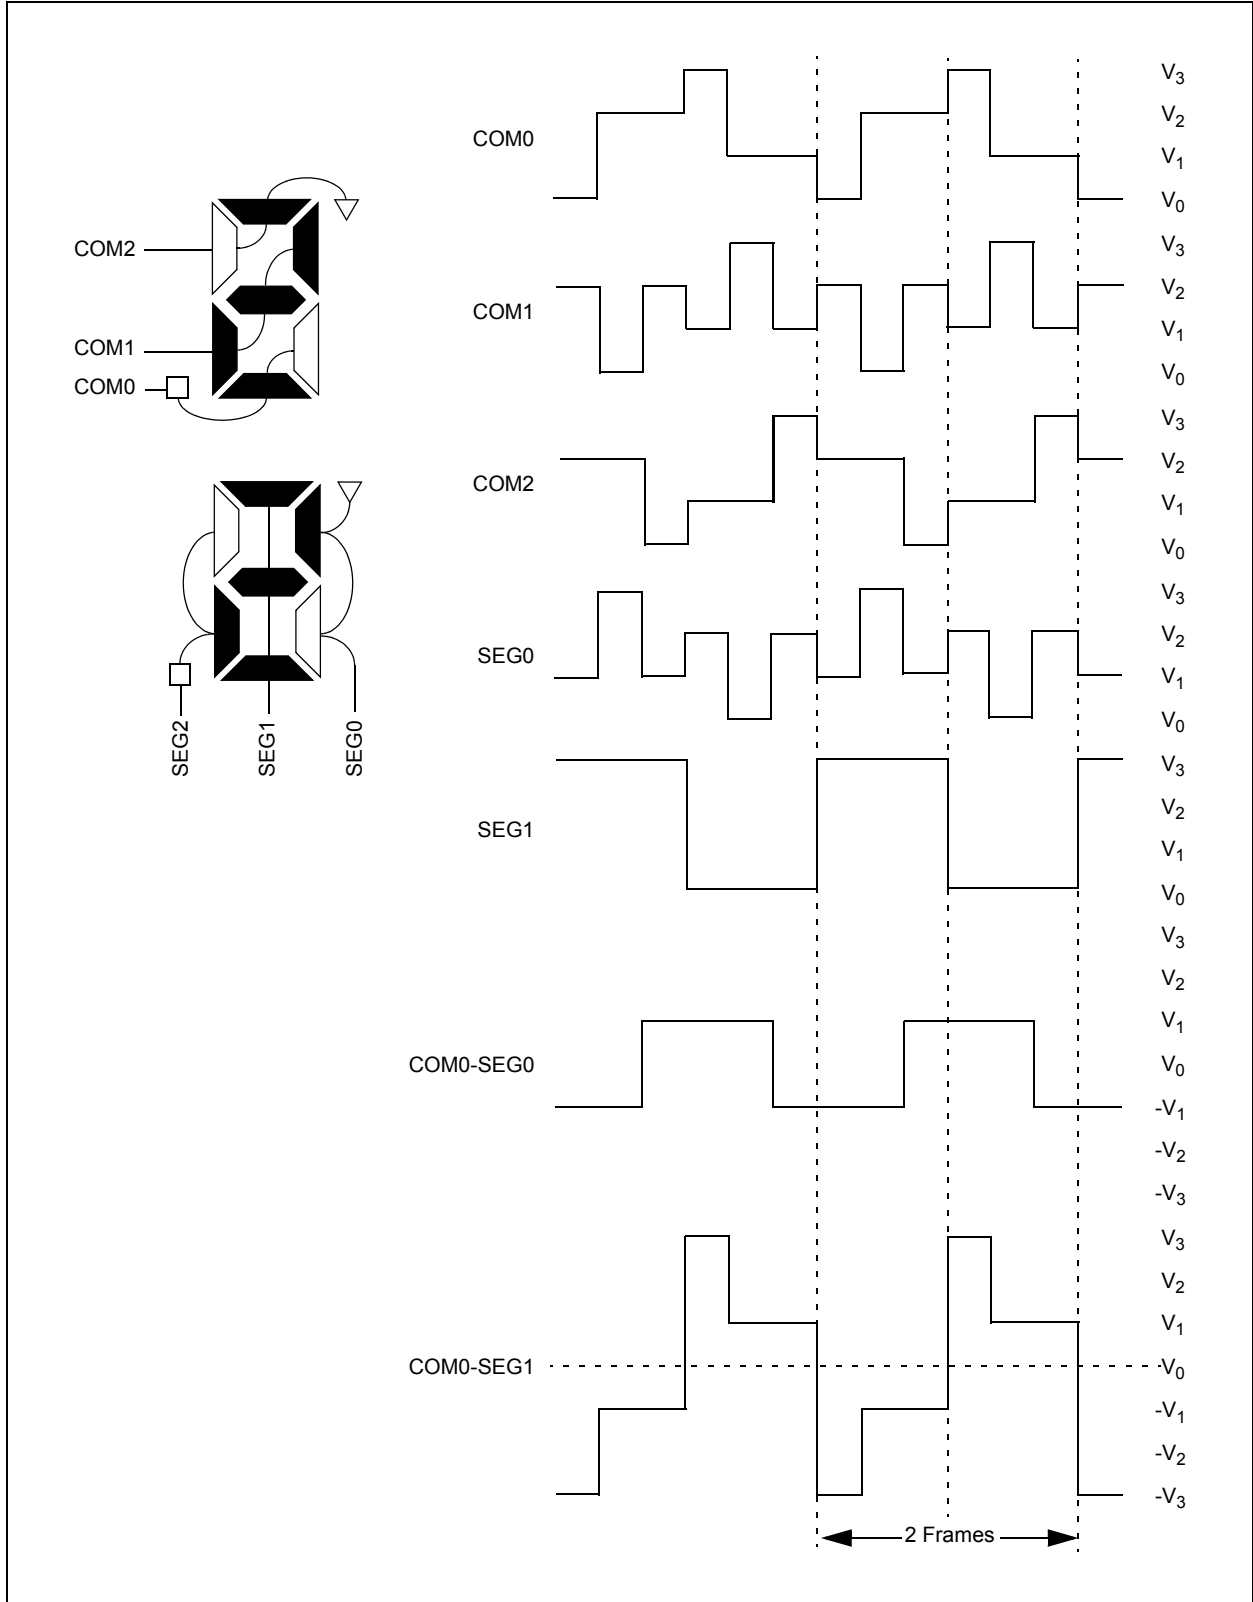 COM2
COM1
COM0
SEG2
SEG1
SEG0
COM0
V3
V2
V1
V0
COM1
V3
V2
V1
V0
COM2
V3
V2
V1
V0
SEG0
V3
V2
V1
V0
SEG1
V3
V2
V1
V0
COM0-SEG0
V3
V2
V1
V0
-V1
-V2
-V3
COM0-SEG1
V3
V2
V1
V0
-V1
-V2
-V3
2 Frames